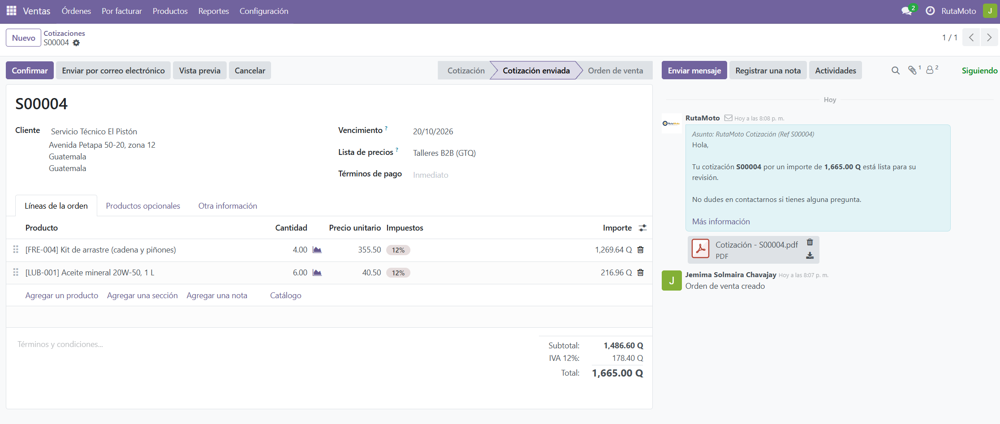 Ventas Órdenes Por facturar Productos Reportes Configuración 2 RutaMoto J
Nuevo Cotizaciones
S00004 1 / 1
Confirmar Enviar por correo electrónico Vista previa Cancelar Cotización Cotización enviada Orden de venta
S00004
Cliente Servicio Técnico El Pistón
Avenida Petapa 50-20, zona 12
Guatemala
Guatemala
Vencimiento ? 20/10/2026
Lista de precios ? Talleres B2B (GTQ)
Términos de pago Inmediato
Líneas de la orden Productos opcionales Otra información
Producto Cantidad Precio unitario Impuestos Importe
[FRE-004] Kit de arrastre (cadena y piñones) 4.00 355.50 12% 1,269.64 Q
[LUB-001] Aceite mineral 20W-50, 1 L 6.00 40.50 12% 216.96 Q
Agregar un producto Agregar una sección Agregar una nota Catálogo
Términos y condiciones...
Subtotal: 1,486.60 Q
IVA 12%: 178.40 Q
Total: 1,665.00 Q
Enviar mensaje Registrar una nota Actividades 1 2 Siguiendo
Hoy
RutaMoto
RutaMoto Hoy a las 8:08 p. m.
Asunto: RutaMoto Cotización (Ref S00004)
Hola,
Tu cotización S00004 por un importe de 1,665.00 Q está lista para su
revisión.
No dudes en contactarnos si tienes alguna pregunta.
Más información
Cotización - S00004.pdf
PDF
J
Jemima Solmaira Chavajay Hoy a las 8:07 p. m.
Orden de venta creado